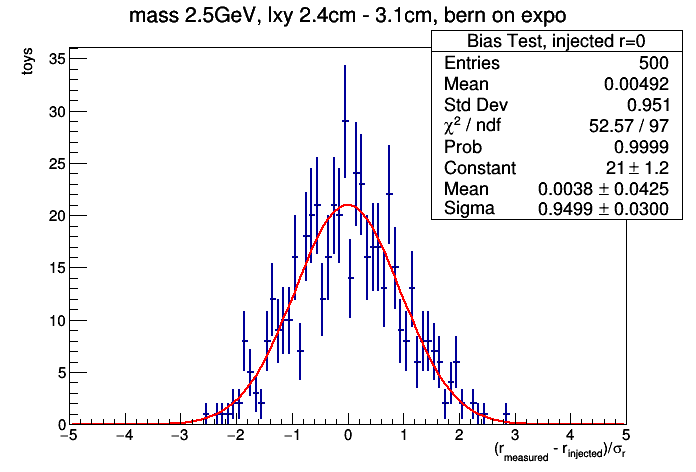 mass 2.5GeV, lxy 2.4cm - 3.1cm, bern on expo
toys
Bias Test, injected r=0
Entries 500
Mean 0.00492
Std Dev 0.951
χ² / ndf 52.57 / 97
Prob 0.9999
Constant 21 ± 1.2
Mean 0.0038 ± 0.0425
Sigma 0.9499 ± 0.0300
35
30
25
20
15
10
5
0
−5 −4 −3 −2 −1 0 1 2 3 4 5
(r_measured - r_injected)/σ_r